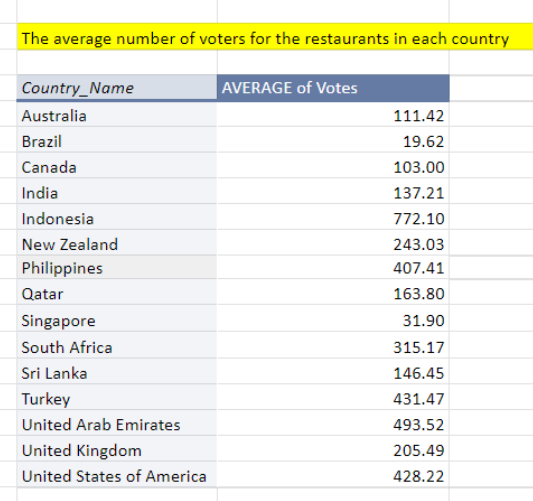 The average number of voters for the restaurants in each country
Country_Name AVERAGE of Votes
Australia 111.42
Brazil 19.62
Canada 103.00
India 137.21
Indonesia 772.10
New Zealand 243.03
Philippines 407.41
Qatar 163.80
Singapore 31.90
South Africa 315.17
Sri Lanka 146.45
Turkey 431.47
United Arab Emirates 493.52
United Kingdom 205.49
United States of America 428.22